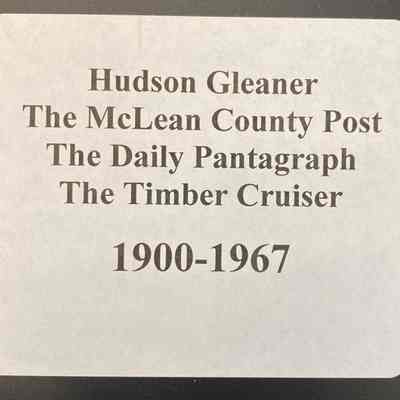 Hudson Gleaner
The McLean County Post
The Daily Pantagraph
The Timber Cruiser
1900-1967